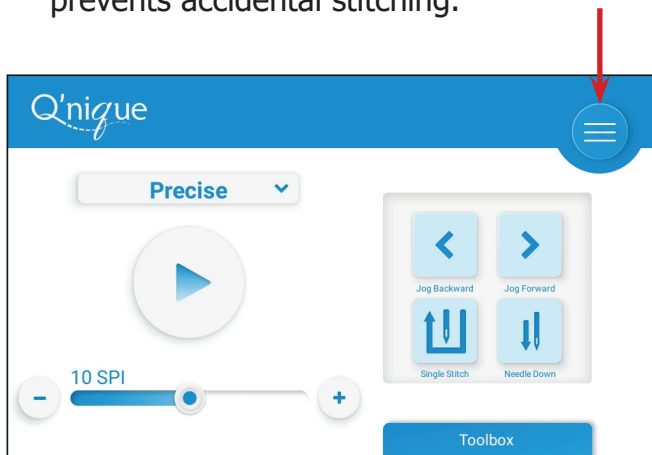 prevents accidental stitching.
Q'nique
Precise
Jog Backward
Jog Forward
10 SPI
Single Stitch
Needle Down
Toolbox